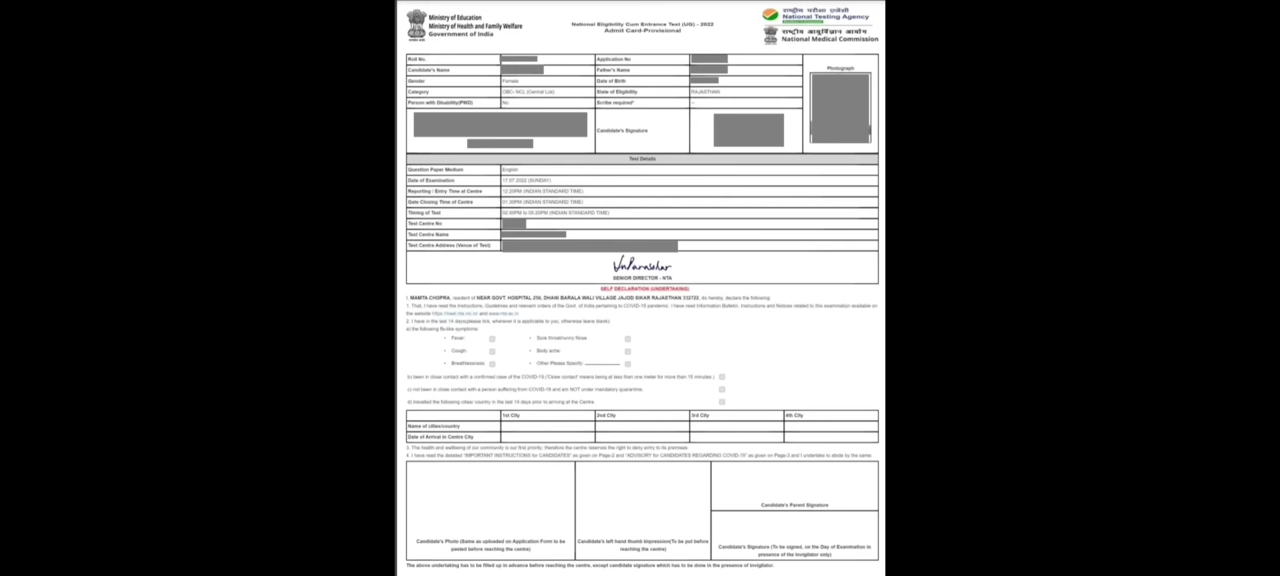 Ministry of Education
Ministry of Health and Family Welfare
Government of India
National Eligibility Cum Entrance Test (UG) - 2022
Admit Card-Provisional
राष्ट्रीय परीक्षा एजेंसी
National Testing Agency
राष्ट्रीय आयुर्विज्ञान आयोग
National Medical Commission
Roll No.
Application No
Photograph
Candidate's Name
Father's Name
Gender Female
Date of Birth
Category OBC- NCL (Central List)
State of Eligibility RAJASTHAN
Person with Disability(PWD) No
Scribe required* --
Candidate's Signature
Test Details
Question Paper Medium English
Date of Examination 17.07.2022 (SUNDAY)
Reporting / Entry Time at Centre 12:20PM (INDIAN STANDARD TIME)
Gate Closing Time of Centre 01:30PM (INDIAN STANDARD TIME)
Timing of Test 02:00PM to 05:20PM (INDIAN STANDARD TIME)
Test Centre No
Test Centre Name
Test Centre Address (Venue of Test)
SENIOR DIRECTOR - NTA
SELF DECLARATION (UNDERTAKING)
I, MAMTA CHOPRA, resident of NEAR GOVT. HOSPITAL 256, DHANI BARALA WALI VILLAGE JAJOD SIKAR RAJASTHAN 332722, do hereby, declare the following:
1. That, I have read the Instructions, Guidelines and relevant orders of the Govt. of India pertaining to COVID-19 pandemic. I have read Information Bulletin, Instructions and Notices related to this examination available on
the website https://neet.nta.nic.in/ and www.nta.ac.in
2. I have in the last 14 days(please tick, wherever it is applicable to you, otherwise leave blank):
a) the following flu-like symptoms:
• Fever: • Sore throat/runny Nose
• Cough: • Body ache:
• Breathlessness: • Other Please Specify:
b) been in close contact with a confirmed case of the COVID-19 ('Close contact' means being at less than one meter for more than 15 minutes.)
c) not been in close contact with a person suffering from COVID-19 and am NOT under mandatory quarantine.
d) travelled the following cities/ country in the last 14 days prior to arriving at the Centre
1st City 2nd City 3rd City 4th City
Name of cities/country
Date of Arrival in Centre City
3. The health and wellbeing of our community is our first priority; therefore the centre reserves the right to deny entry to its premises.
4. I have read the detailed "IMPORTANT INSTRUCTIONS for CANDIDATES" as given on Page-2 and "ADVISORY for CANDIDATES REGARDING COVID-19" as given on Page-3 and I undertake to abide by the same.
Candidate's Parent Signature
Candidate's Photo (Same as uploaded on Application Form to be
pasted before reaching the centre)
Candidate's left hand thumb impression(To be put before
reaching the centre)
Candidate's Signature (To be signed, on the Day of Examination in
presence of the Invigilator only)
The above undertaking has to be filled up in advance before reaching the centre, except candidate signature which has to be done in the presence of invigilator.